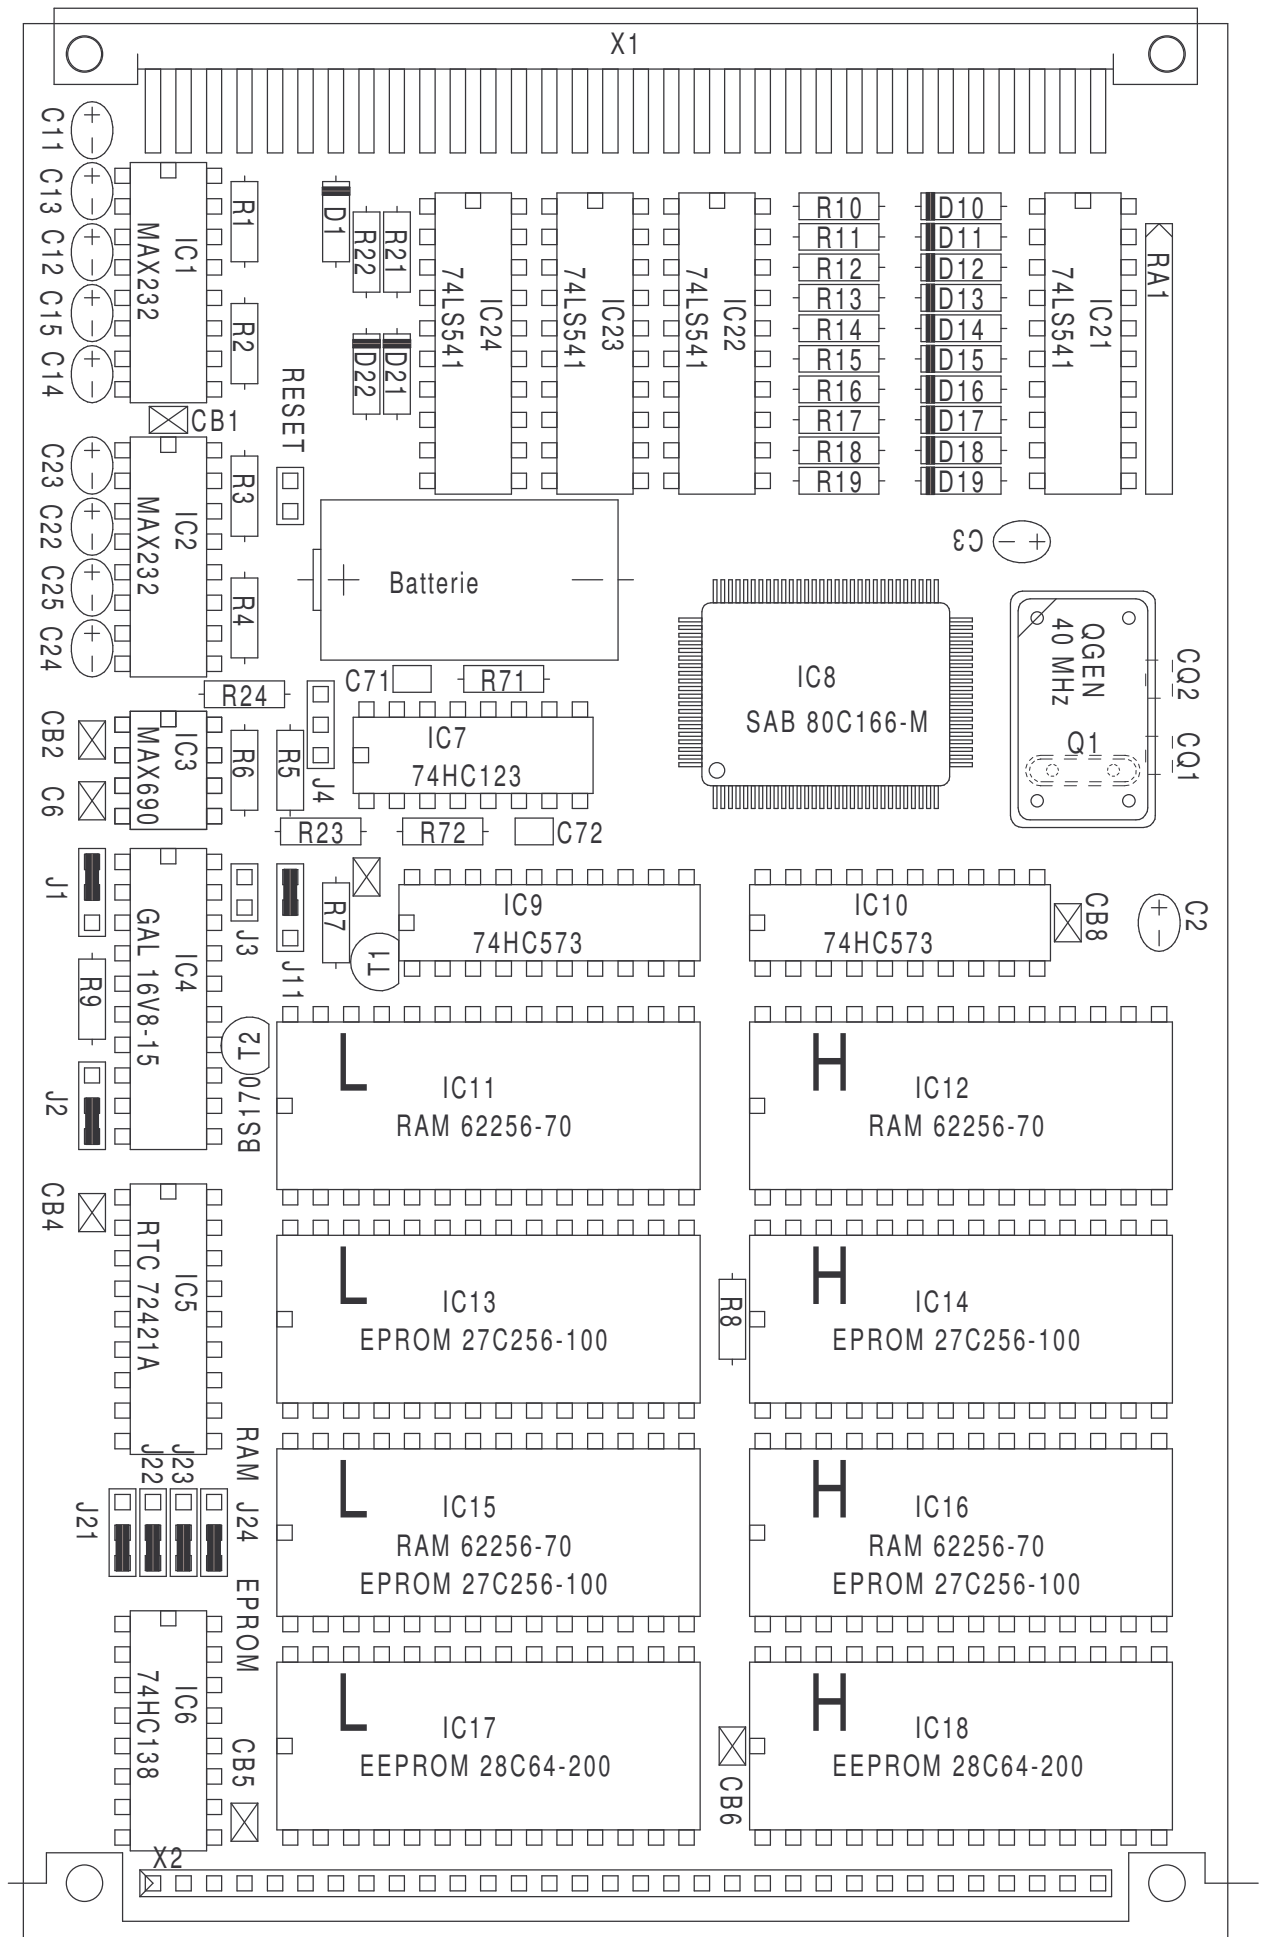 X1
C11
C13
C12
C15
C14
IC1
MAX232
R1
R2
D1
R22
R21
D22
D21
RESET
CB1
IC24
74LS541
IC23
74LS541
IC22
74LS541
R10
R11
R12
R13
R14
R15
R16
R17
R18
R19
D10
D11
D12
D13
D14
D15
D16
D17
D18
D19
IC21
74LS541
RA1
C23
C22
C25
C24
IC2
MAX232
R3
R4
Batterie
C3
IC8
SAB 80C166-M
QGEN
40 MHz
Q1
CQ2
CQ1
R24
C71
R71
J4
IC7
74HC123
CB2
C6
IC3
MAX690
R6
R5
R23
R72
C72
J1
R9
J2
IC4
GAL 16V8-15
J3
J11
R7
T1
T2
BS170
IC9
74HC573
IC10
74HC573
CB8
C2
L
IC11
RAM 62256-70
H
IC12
RAM 62256-70
CB4
IC5
RTC 72421A
L
IC13
EPROM 27C256-100
R8
H
IC14
EPROM 27C256-100
J21
J22
J23
J24
RAM
EPROM
L
IC15
RAM 62256-70
EPROM 27C256-100
H
IC16
RAM 62256-70
EPROM 27C256-100
IC6
74HC138
CB5
L
IC17
EEPROM 28C64-200
CB6
H
IC18
EEPROM 28C64-200
X2